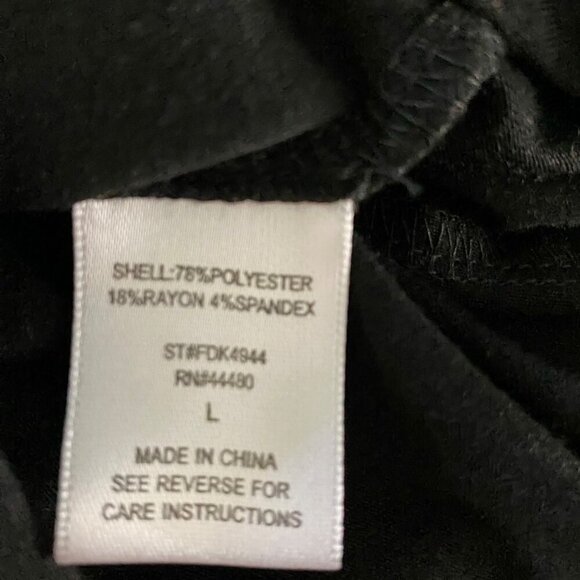 SHELL:78%POLYESTER
18%RAYON 4%SPANDEX
ST#FDK4944
RN#44480
L
MADE IN CHINA
SEE REVERSE FOR
CARE INSTRUCTIONS